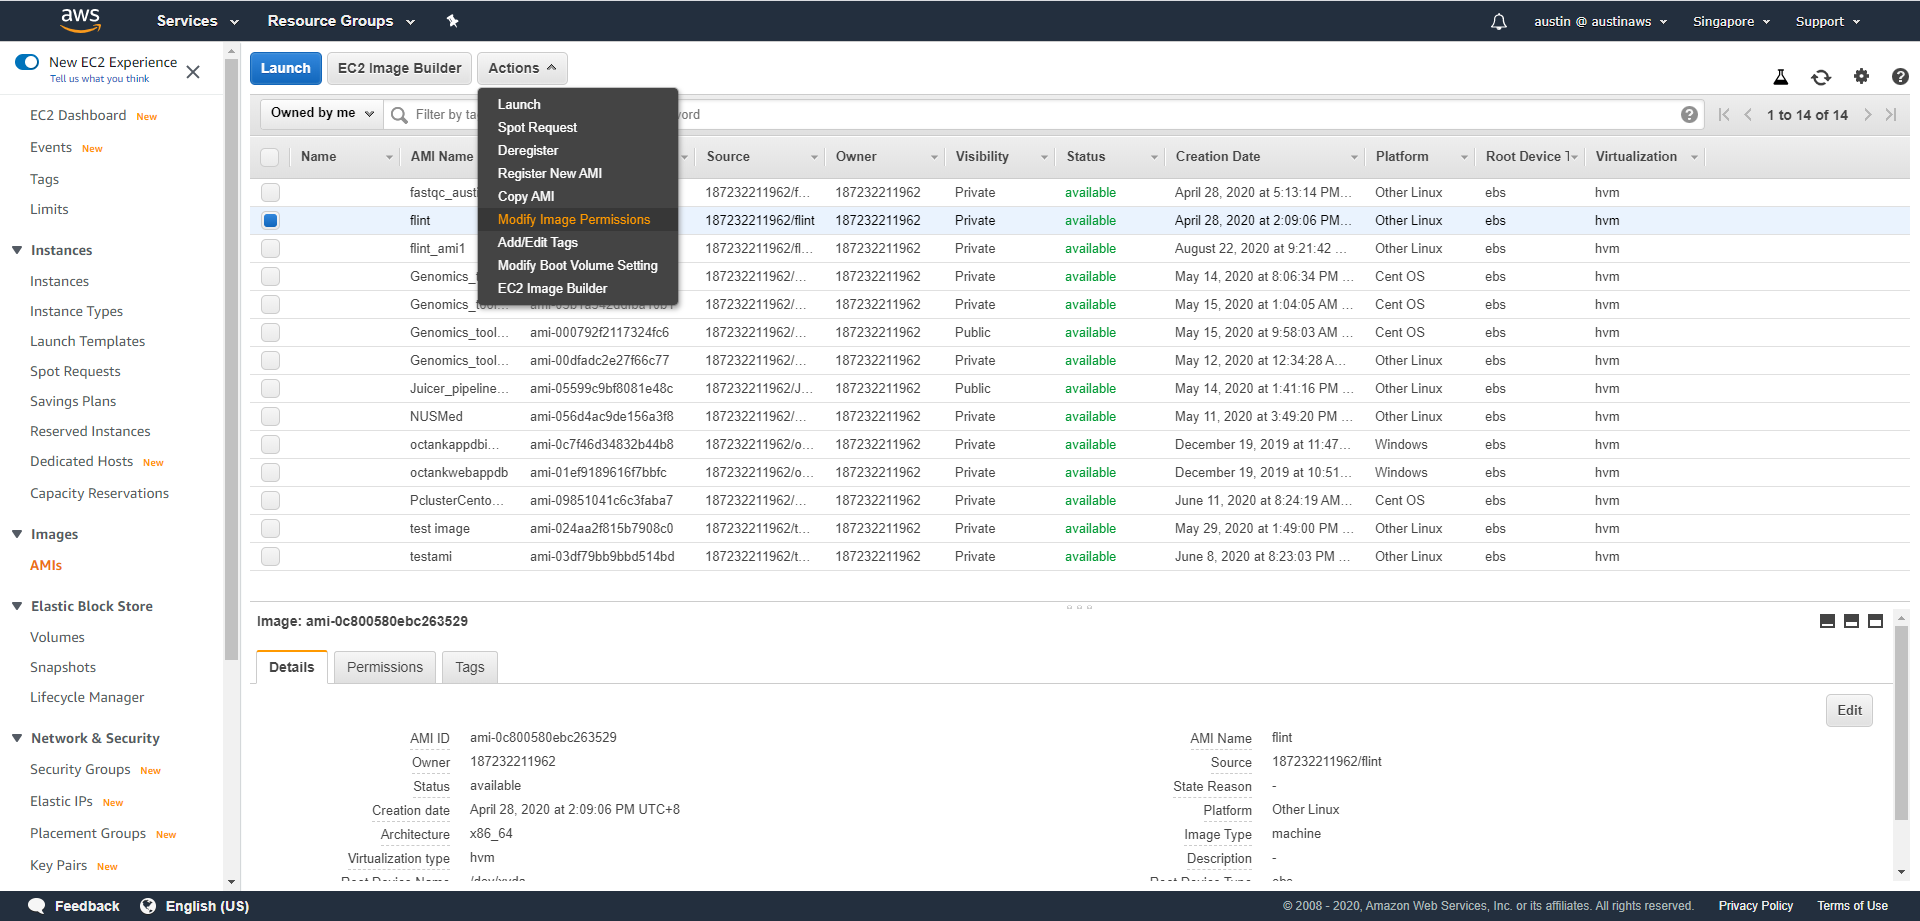 aws Services Resource Groups austin @ austinaws Singapore Support
New EC2 Experience
Tell us what you think
EC2 Dashboard New
Events New
Tags
Limits
Instances
Instances
Instance Types
Launch Templates
Spot Requests
Savings Plans
Reserved Instances
Dedicated Hosts New
Capacity Reservations
Images
AMIs
Elastic Block Store
Volumes
Snapshots
Lifecycle Manager
Network & Security
Security Groups New
Elastic IPs New
Placement Groups New
Key Pairs New
Launch EC2 Image Builder Actions
Owned by me Filter by ta ord 1 to 14 of 14
Launch
Spot Request
Deregister
Register New AMI
Copy AMI
Modify Image Permissions
Add/Edit Tags
Modify Boot Volume Setting
EC2 Image Builder
Name AMI Name Source Owner Visibility Status Creation Date Platform Root Device T Virtualization
fastqc_austi 187232211962/f... 187232211962 Private available April 28, 2020 at 5:13:14 PM... Other Linux ebs hvm
flint 187232211962/flint 187232211962 Private available April 28, 2020 at 2:09:06 PM... Other Linux ebs hvm
flint_ami1 187232211962/fl... 187232211962 Private available August 22, 2020 at 9:21:42 ... Other Linux ebs hvm
Genomics_t 187232211962/... 187232211962 Private available May 14, 2020 at 8:06:34 PM ... Cent OS ebs hvm
Genomics_tool... 187232211962/... 187232211962 Private available May 15, 2020 at 1:04:05 AM ... Cent OS ebs hvm
Genomics_tool... ami-000792f2117324fc6 187232211962/... 187232211962 Public available May 15, 2020 at 9:58:03 AM ... Cent OS ebs hvm
Genomics_tool... ami-00dfadc2e27f66c77 187232211962/... 187232211962 Private available May 12, 2020 at 12:34:28 A... Other Linux ebs hvm
Juicer_pipeline... ami-05599c9bf8081e48c 187232211962/J... 187232211962 Public available May 14, 2020 at 1:41:16 PM ... Other Linux ebs hvm
NUSMed ami-056d4ac9de156a3f8 187232211962/... 187232211962 Private available May 11, 2020 at 3:49:20 PM ... Other Linux ebs hvm
octankappdbi... ami-0c7f46d34832b44b8 187232211962/o... 187232211962 Private available December 19, 2019 at 11:47... Windows ebs hvm
octankwebappdb ami-01ef9189616f7bbfc 187232211962/o... 187232211962 Private available December 19, 2019 at 10:51... Windows ebs hvm
PclusterCento... ami-09851041c6c3faba7 187232211962/... 187232211962 Private available June 11, 2020 at 8:24:19 AM... Cent OS ebs hvm
test image ami-024aa2f815b7908c0 187232211962/t... 187232211962 Private available May 29, 2020 at 1:49:00 PM ... Other Linux ebs hvm
testami ami-03df79bb9bbd514bd 187232211962/t... 187232211962 Private available June 8, 2020 at 8:23:03 PM ... Other Linux ebs hvm
Image: ami-0c800580ebc263529
Details Permissions Tags
Edit
AMI ID ami-0c800580ebc263529 AMI Name flint
Owner 187232211962 Source 187232211962/flint
Status available State Reason -
Creation date April 28, 2020 at 2:09:06 PM UTC+8 Platform Other Linux
Architecture x86_64 Image Type machine
Virtualization type hvm Description -
Root Device Name /dev/xvda Root Device Type ebs
Feedback English (US) © 2008 - 2020, Amazon Web Services, Inc. or its affiliates. All rights reserved. Privacy Policy Terms of Use